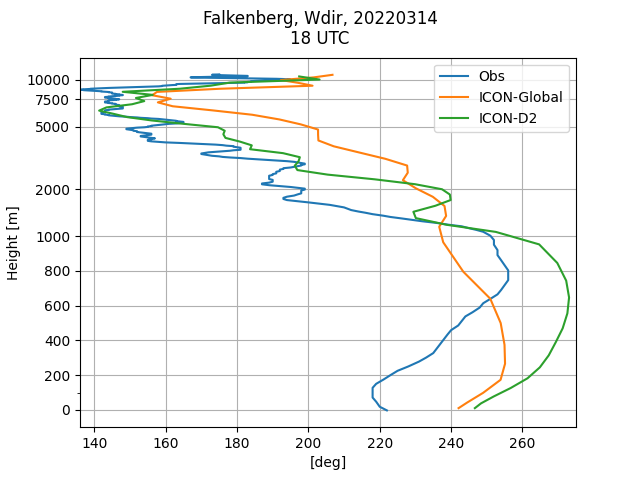 Falkenberg, Wdir, 20220314
18 UTC
Obs
ICON-Global
ICON-D2
Height [m]
10000
7500
5000
2000
1000
800
600
400
200
0
140 160 180 200 220 240 260
[deg]